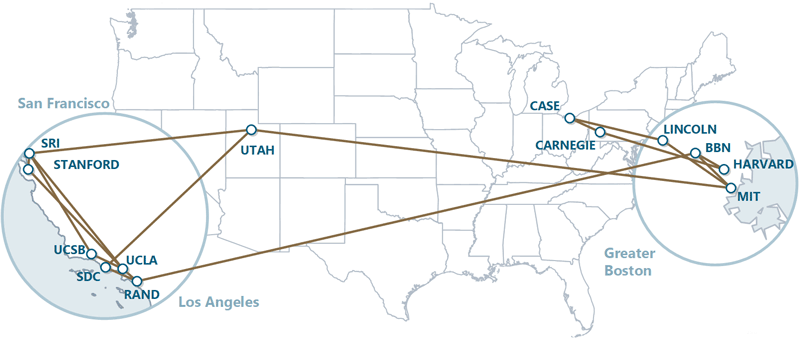 San Francisco
CASE
SRI
UTAH
CARNEGIE
LINCOLN
BBN
STANFORD
HARVARD
MIT
UCSB
UCLA
SDC
RAND
Los Angeles
Greater
Boston